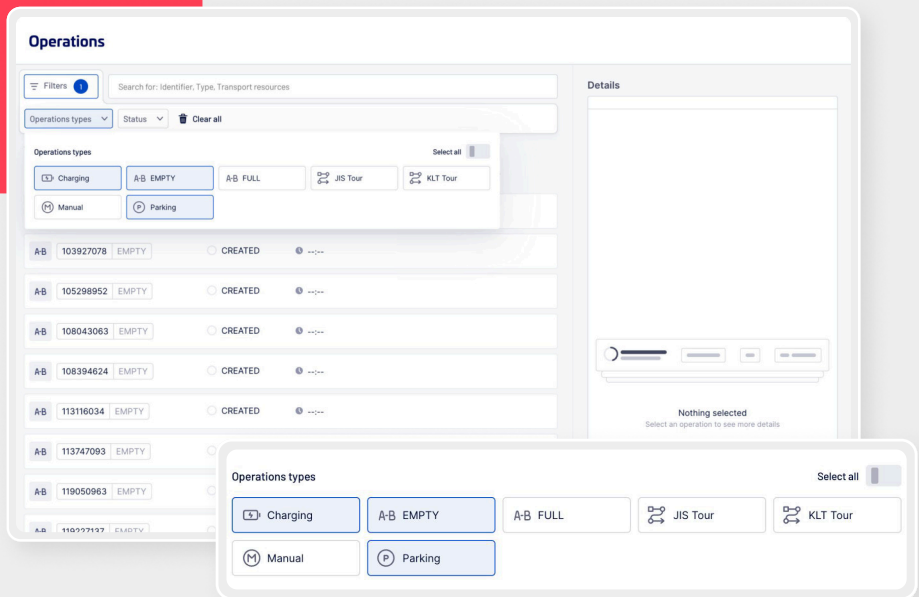 Operations
Filters 1
Search for: Identifier, Type, Transport resources
Details
Operations types
Status
Clear all
Operations types
Select all
Charging
A-B EMPTY
A-B FULL
JIS Tour
KLT Tour
M Manual
P Parking
A-B 103927078 EMPTY CREATED --:--
A-B 105298952 EMPTY CREATED --:--
A-B 108043063 EMPTY CREATED --:--
A-B 108394624 EMPTY CREATED --:--
A-B 113116034 EMPTY CREATED --:--
A-B 113747093 EMPTY
A-B 119050963 EMPTY
A-B 119227137 EMPTY
Nothing selected
Select an operation to see more details
Operations types
Select all
Charging
A-B EMPTY
A-B FULL
JIS Tour
KLT Tour
M Manual
P Parking